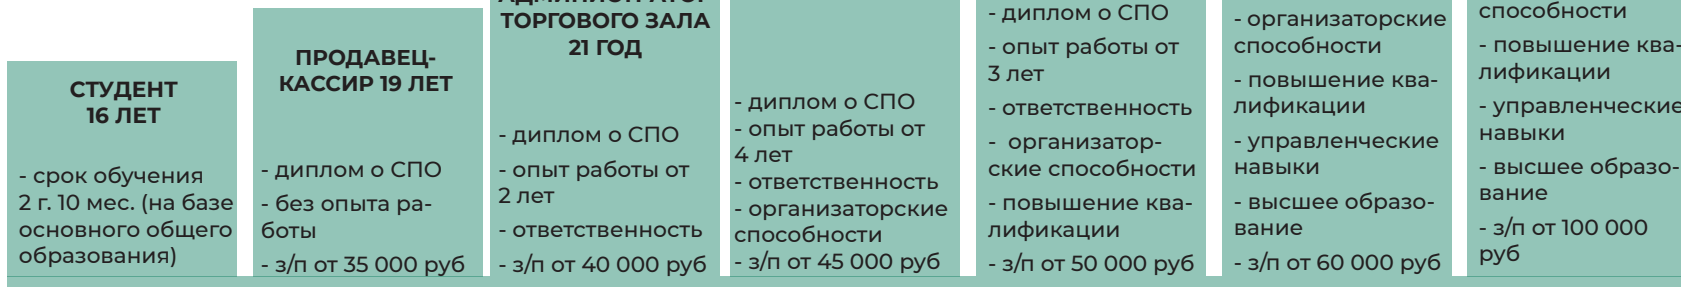 СТУДЕНТ
16 ЛЕТ
- срок обучения
2 г. 10 мес. (на базе
основного общего
образования)
ПРОДАВЕЦ-
КАССИР 19 ЛЕТ
- диплом о СПО
- без опыта ра-
боты
- з/п от 35 000 руб
АДМИНИСТРАТОР
ТОРГОВОГО ЗАЛА
21 ГОД
- диплом о СПО
- опыт работы от
2 лет
- ответственность
- з/п от 40 000 руб
- диплом о СПО
- опыт работы от
4 лет
- ответственность
- организаторские
способности
- з/п от 45 000 руб
- диплом о СПО
- опыт работы от
3 лет
- ответственность
- организатор-
ские способности
- повышение ква-
лификации
- з/п от 50 000 руб
- организаторские
способности
- повышение ква-
лификации
- управленческие
навыки
- высшее образо-
вание
- з/п от 60 000 руб
способности
- повышение ква-
лификации
- управленческие
навыки
- высшее образо-
вание
- з/п от 100 000
руб